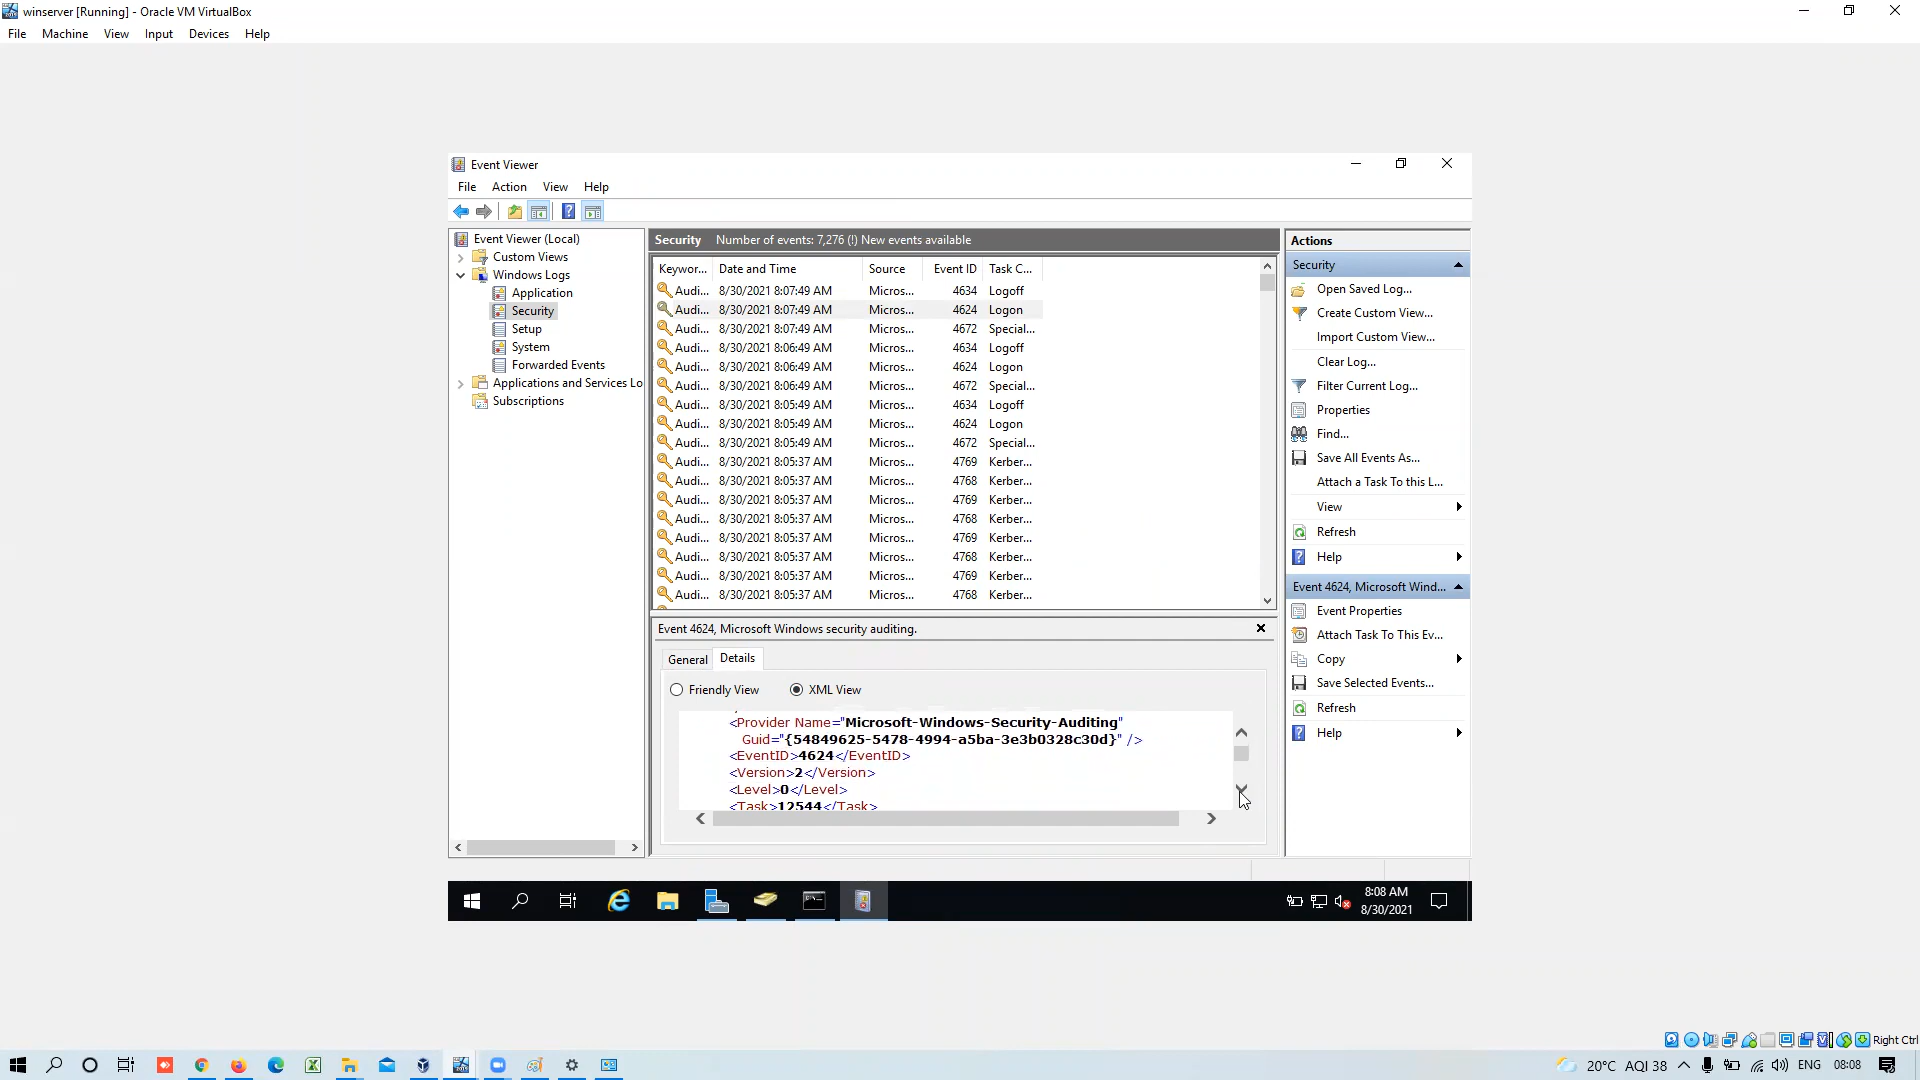 winserver [Running] - Oracle VM VirtualBox
File Machine View Input Devices Help
Event Viewer
File Action View Help
Event Viewer (Local)
Custom Views
Windows Logs
Application
Security
Setup
System
Forwarded Events
Applications and Services Lo
Subscriptions
Security Number of events: 7,276 (!) New events available
Keywor... Date and Time Source Event ID Task C...
Audi... 8/30/2021 8:07:49 AM Micros... 4634 Logoff
Audi... 8/30/2021 8:07:49 AM Micros... 4624 Logon
Audi... 8/30/2021 8:07:49 AM Micros... 4672 Special...
Audi... 8/30/2021 8:06:49 AM Micros... 4634 Logoff
Audi... 8/30/2021 8:06:49 AM Micros... 4624 Logon
Audi... 8/30/2021 8:06:49 AM Micros... 4672 Special...
Audi... 8/30/2021 8:05:49 AM Micros... 4634 Logoff
Audi... 8/30/2021 8:05:49 AM Micros... 4624 Logon
Audi... 8/30/2021 8:05:49 AM Micros... 4672 Special...
Audi... 8/30/2021 8:05:37 AM Micros... 4769 Kerber...
Audi... 8/30/2021 8:05:37 AM Micros... 4768 Kerber...
Audi... 8/30/2021 8:05:37 AM Micros... 4769 Kerber...
Audi... 8/30/2021 8:05:37 AM Micros... 4768 Kerber...
Audi... 8/30/2021 8:05:37 AM Micros... 4769 Kerber...
Audi... 8/30/2021 8:05:37 AM Micros... 4768 Kerber...
Audi... 8/30/2021 8:05:37 AM Micros... 4769 Kerber...
Audi... 8/30/2021 8:05:37 AM Micros... 4768 Kerber...
Event 4624, Microsoft Windows security auditing.
General Details
Friendly View XML View
<Provider Name="Microsoft-Windows-Security-Auditing"
Guid="{54849625-5478-4994-a5ba-3e3b0328c30d}" />
<EventID>4624</EventID>
<Version>2</Version>
<Level>0</Level>
<Task>12544</Task>
Actions
Security
Open Saved Log...
Create Custom View...
Import Custom View...
Clear Log...
Filter Current Log...
Properties
Find...
Save All Events As...
Attach a Task To this L...
View
Refresh
Help
Event 4624, Microsoft Wind...
Event Properties
Attach Task To This Ev...
Copy
Save Selected Events...
Refresh
Help
8:08 AM
8/30/2021
Right Ctrl
20°C AQI 38 ENG 08:08